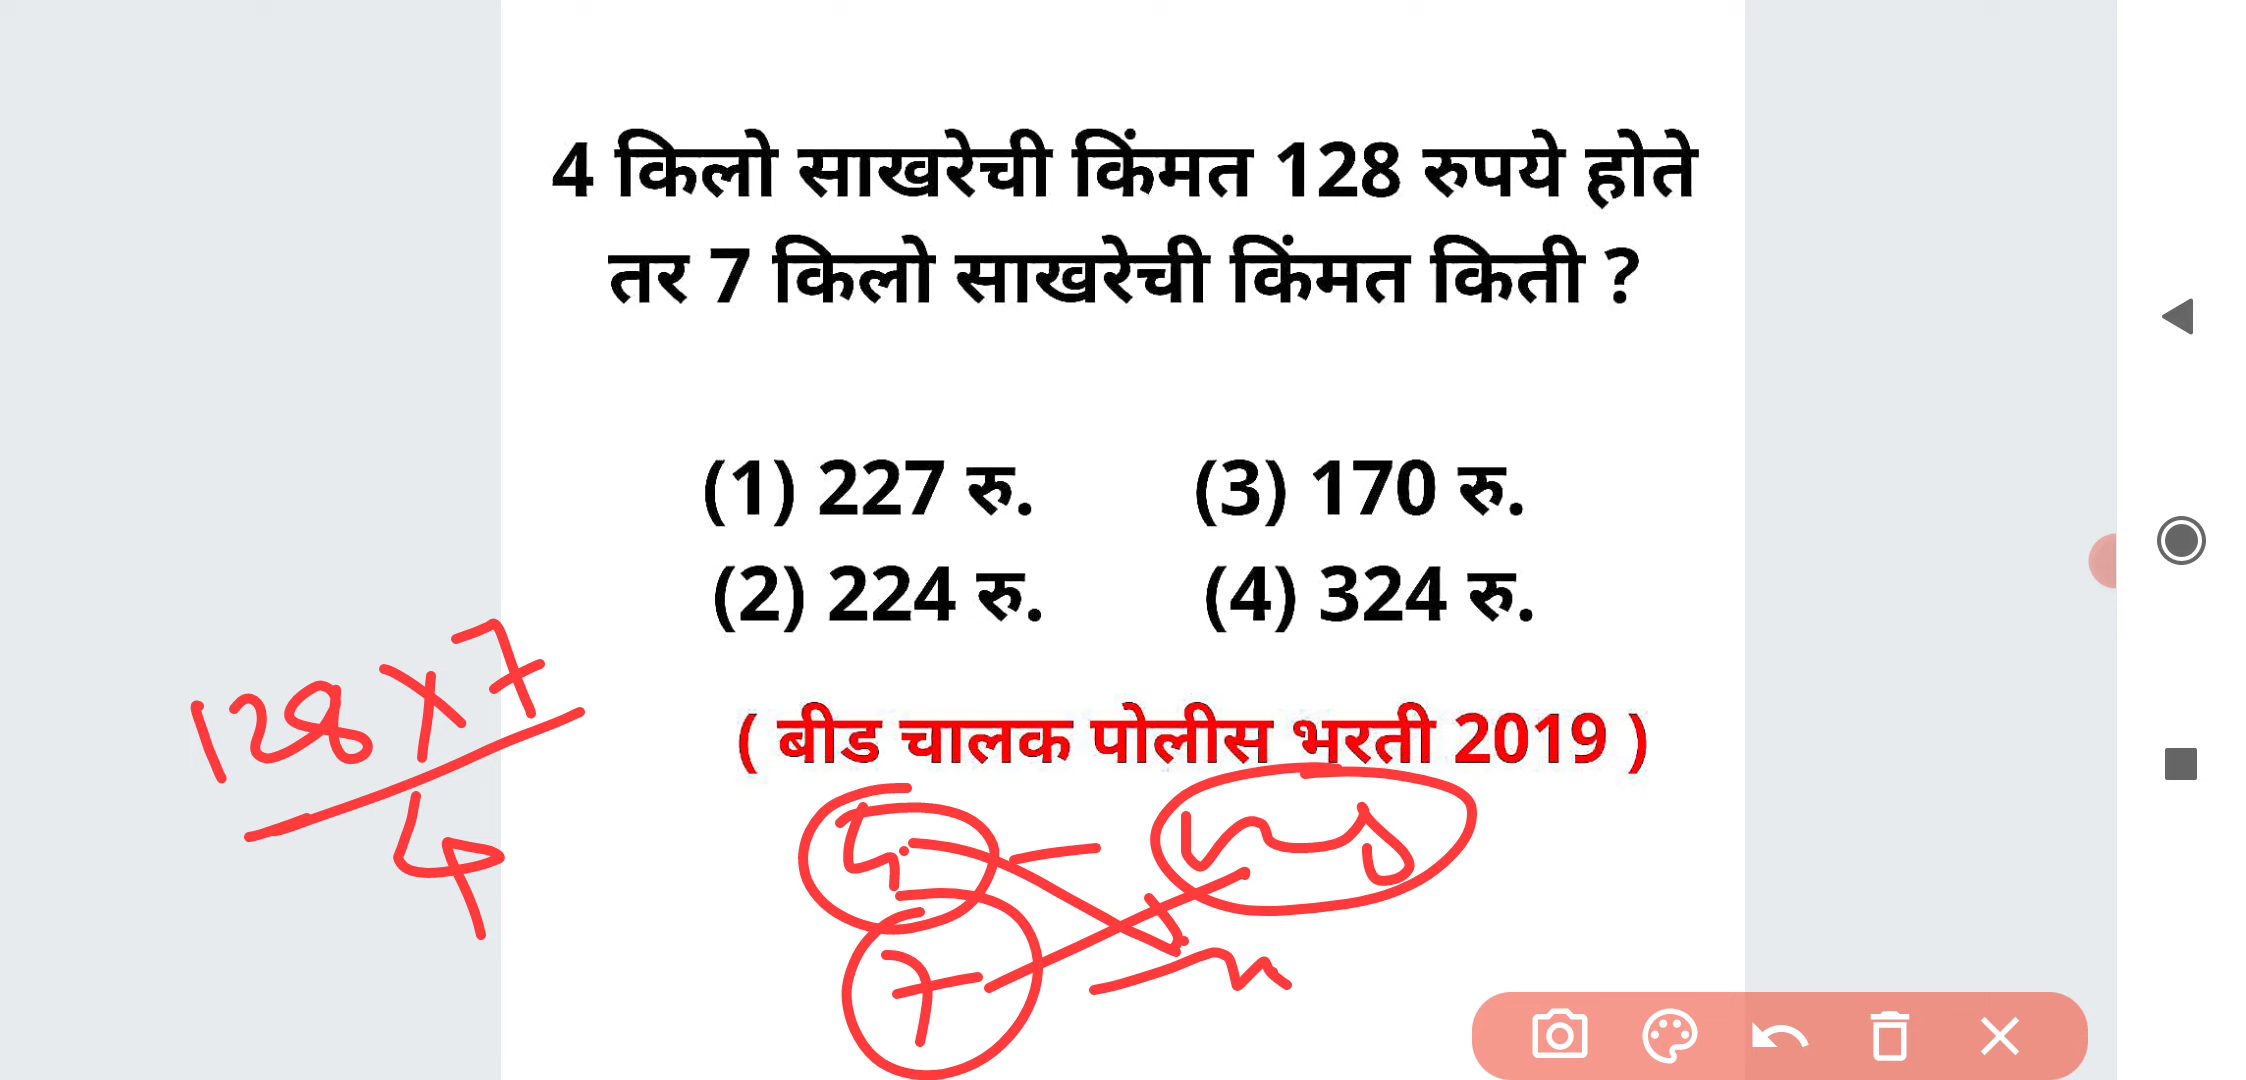 4 किलो साखरेची किंमत 128 रुपये होते
तर 7 किलो साखरेची किंमत किती ?
(1) 227 रु. (3) 170 रु.
(2) 224 रु. (4) 324 रु.
( बीड चालक पोलीस भरती 2019 )
128 x 7
4
7